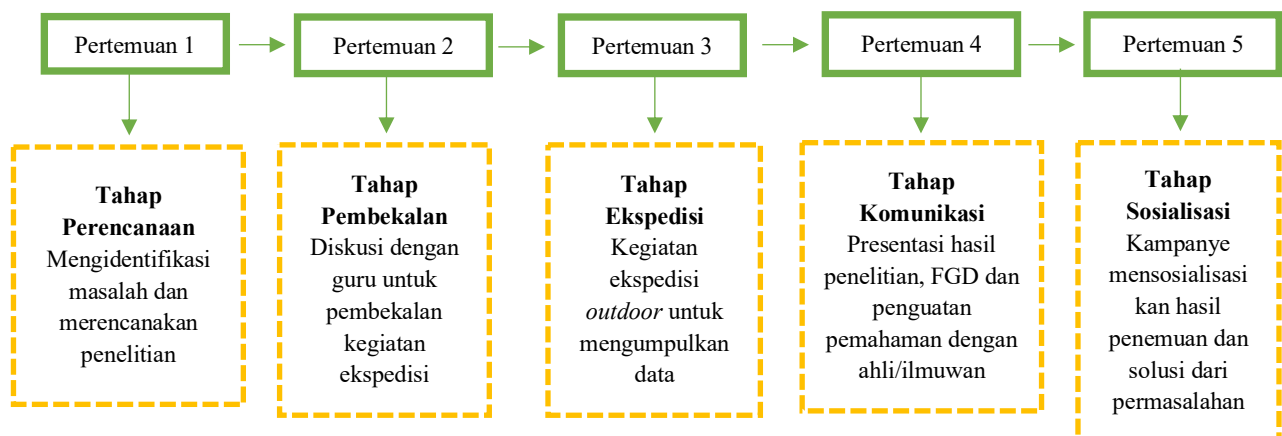 Pertemuan 1
Pertemuan 2
Pertemuan 3
Pertemuan 4
Pertemuan 5
Tahap
Perencanaan
Mengidentifikasi
masalah dan
merencanakan
penelitian
Tahap
Pembekalan
Diskusi dengan
guru untuk
pembekalan
kegiatan
ekspedisi
Tahap
Ekspedisi
Kegiatan
ekspedisi
outdoor untuk
mengumpulkan
data
Tahap
Komunikasi
Presentasi hasil
penelitian, FGD dan
penguatan
pemahaman dengan
ahli/ilmuwan
Tahap
Sosialisasi
Kampanye
mensosialisasi
kan hasil
penemuan dan
solusi dari
permasalahan